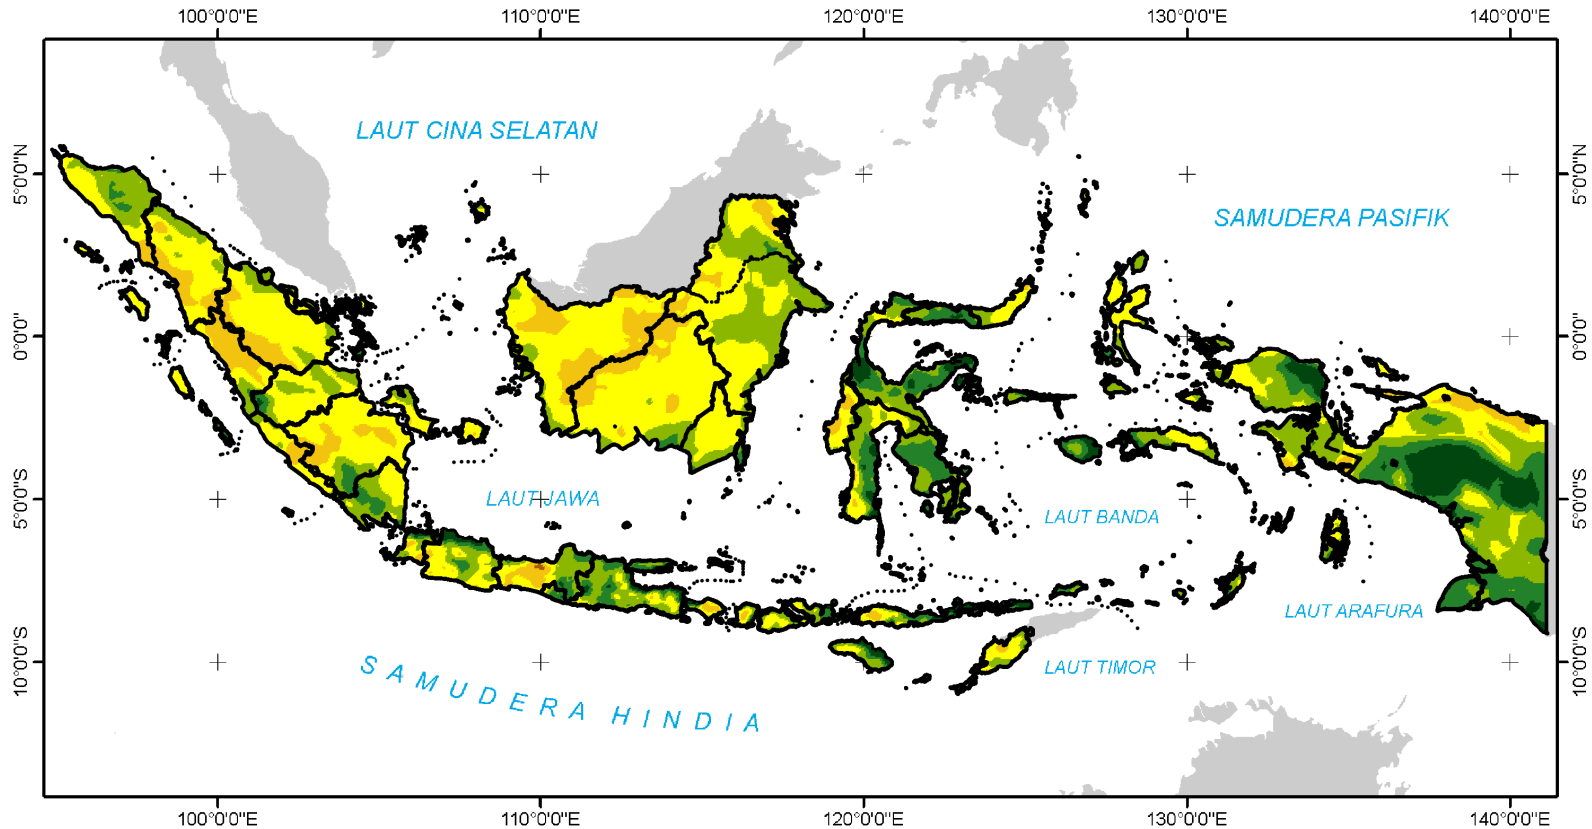 100°0'0"E 110°0'0"E 120°0'0"E 130°0'0"E 140°0'0"E
LAUT CINA SELATAN
5°0'0"N
5°0'0"N
SAMUDERA PASIFIK
0°0'0"
0°0'0"
LAUT JAWA
5°0'0"S
5°0'0"S
LAUT BANDA
LAUT ARAFURA
10°0'0"S
10°0'0"S
LAUT TIMOR
SAMUDERA HINDIA
100°0'0"E 110°0'0"E 120°0'0"E 130°0'0"E 140°0'0"E